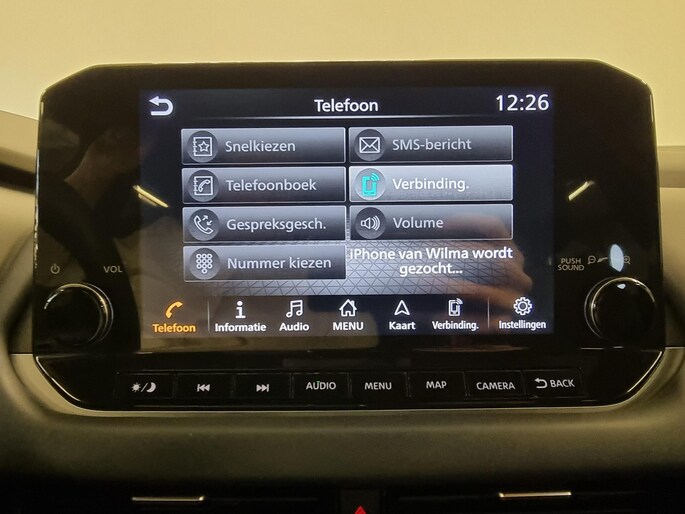 Telefoon
12:26
Snelkiezen
SMS-bericht
Telefoonboek
Verbinding.
Gespreksgesch.
Volume
Nummer kiezen
iPhone van Wilma wordt
gezocht...
VOL
PUSH
SOUND
Telefoon
Informatie
Audio
MENU
Kaart
Verbinding.
Instellingen
AUDIO
MENU
MAP
CAMERA
BACK